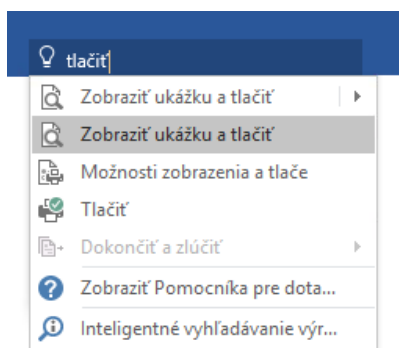 tlačiť
Zobraziť ukážku a tlačiť
Zobraziť ukážku a tlačiť
Možnosti zobrazenia a tlače
Tlačiť
Dokončiť a zlúčiť
Zobraziť Pomocníka pre dota...
Inteligentné vyhľadávanie výr...